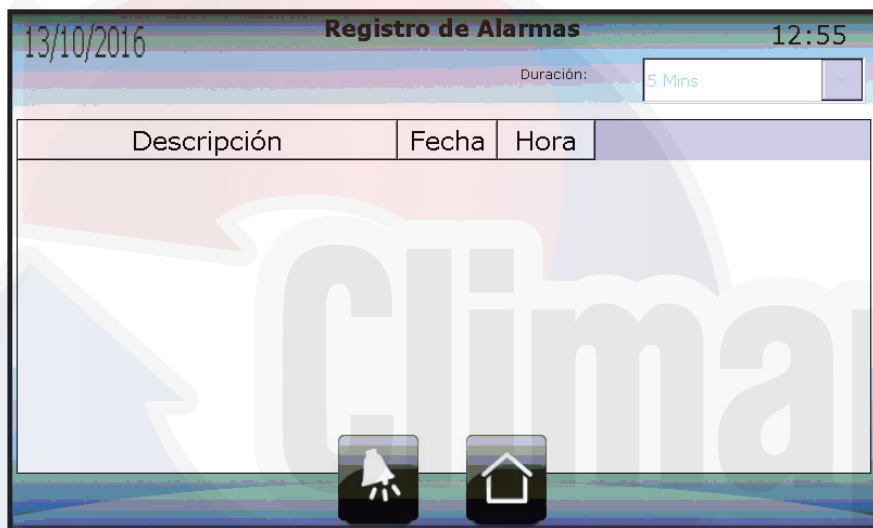 13/10/2016 Registro de Alarmas 12:55
Duración: 5 Mins
Descripción Fecha Hora
Climar